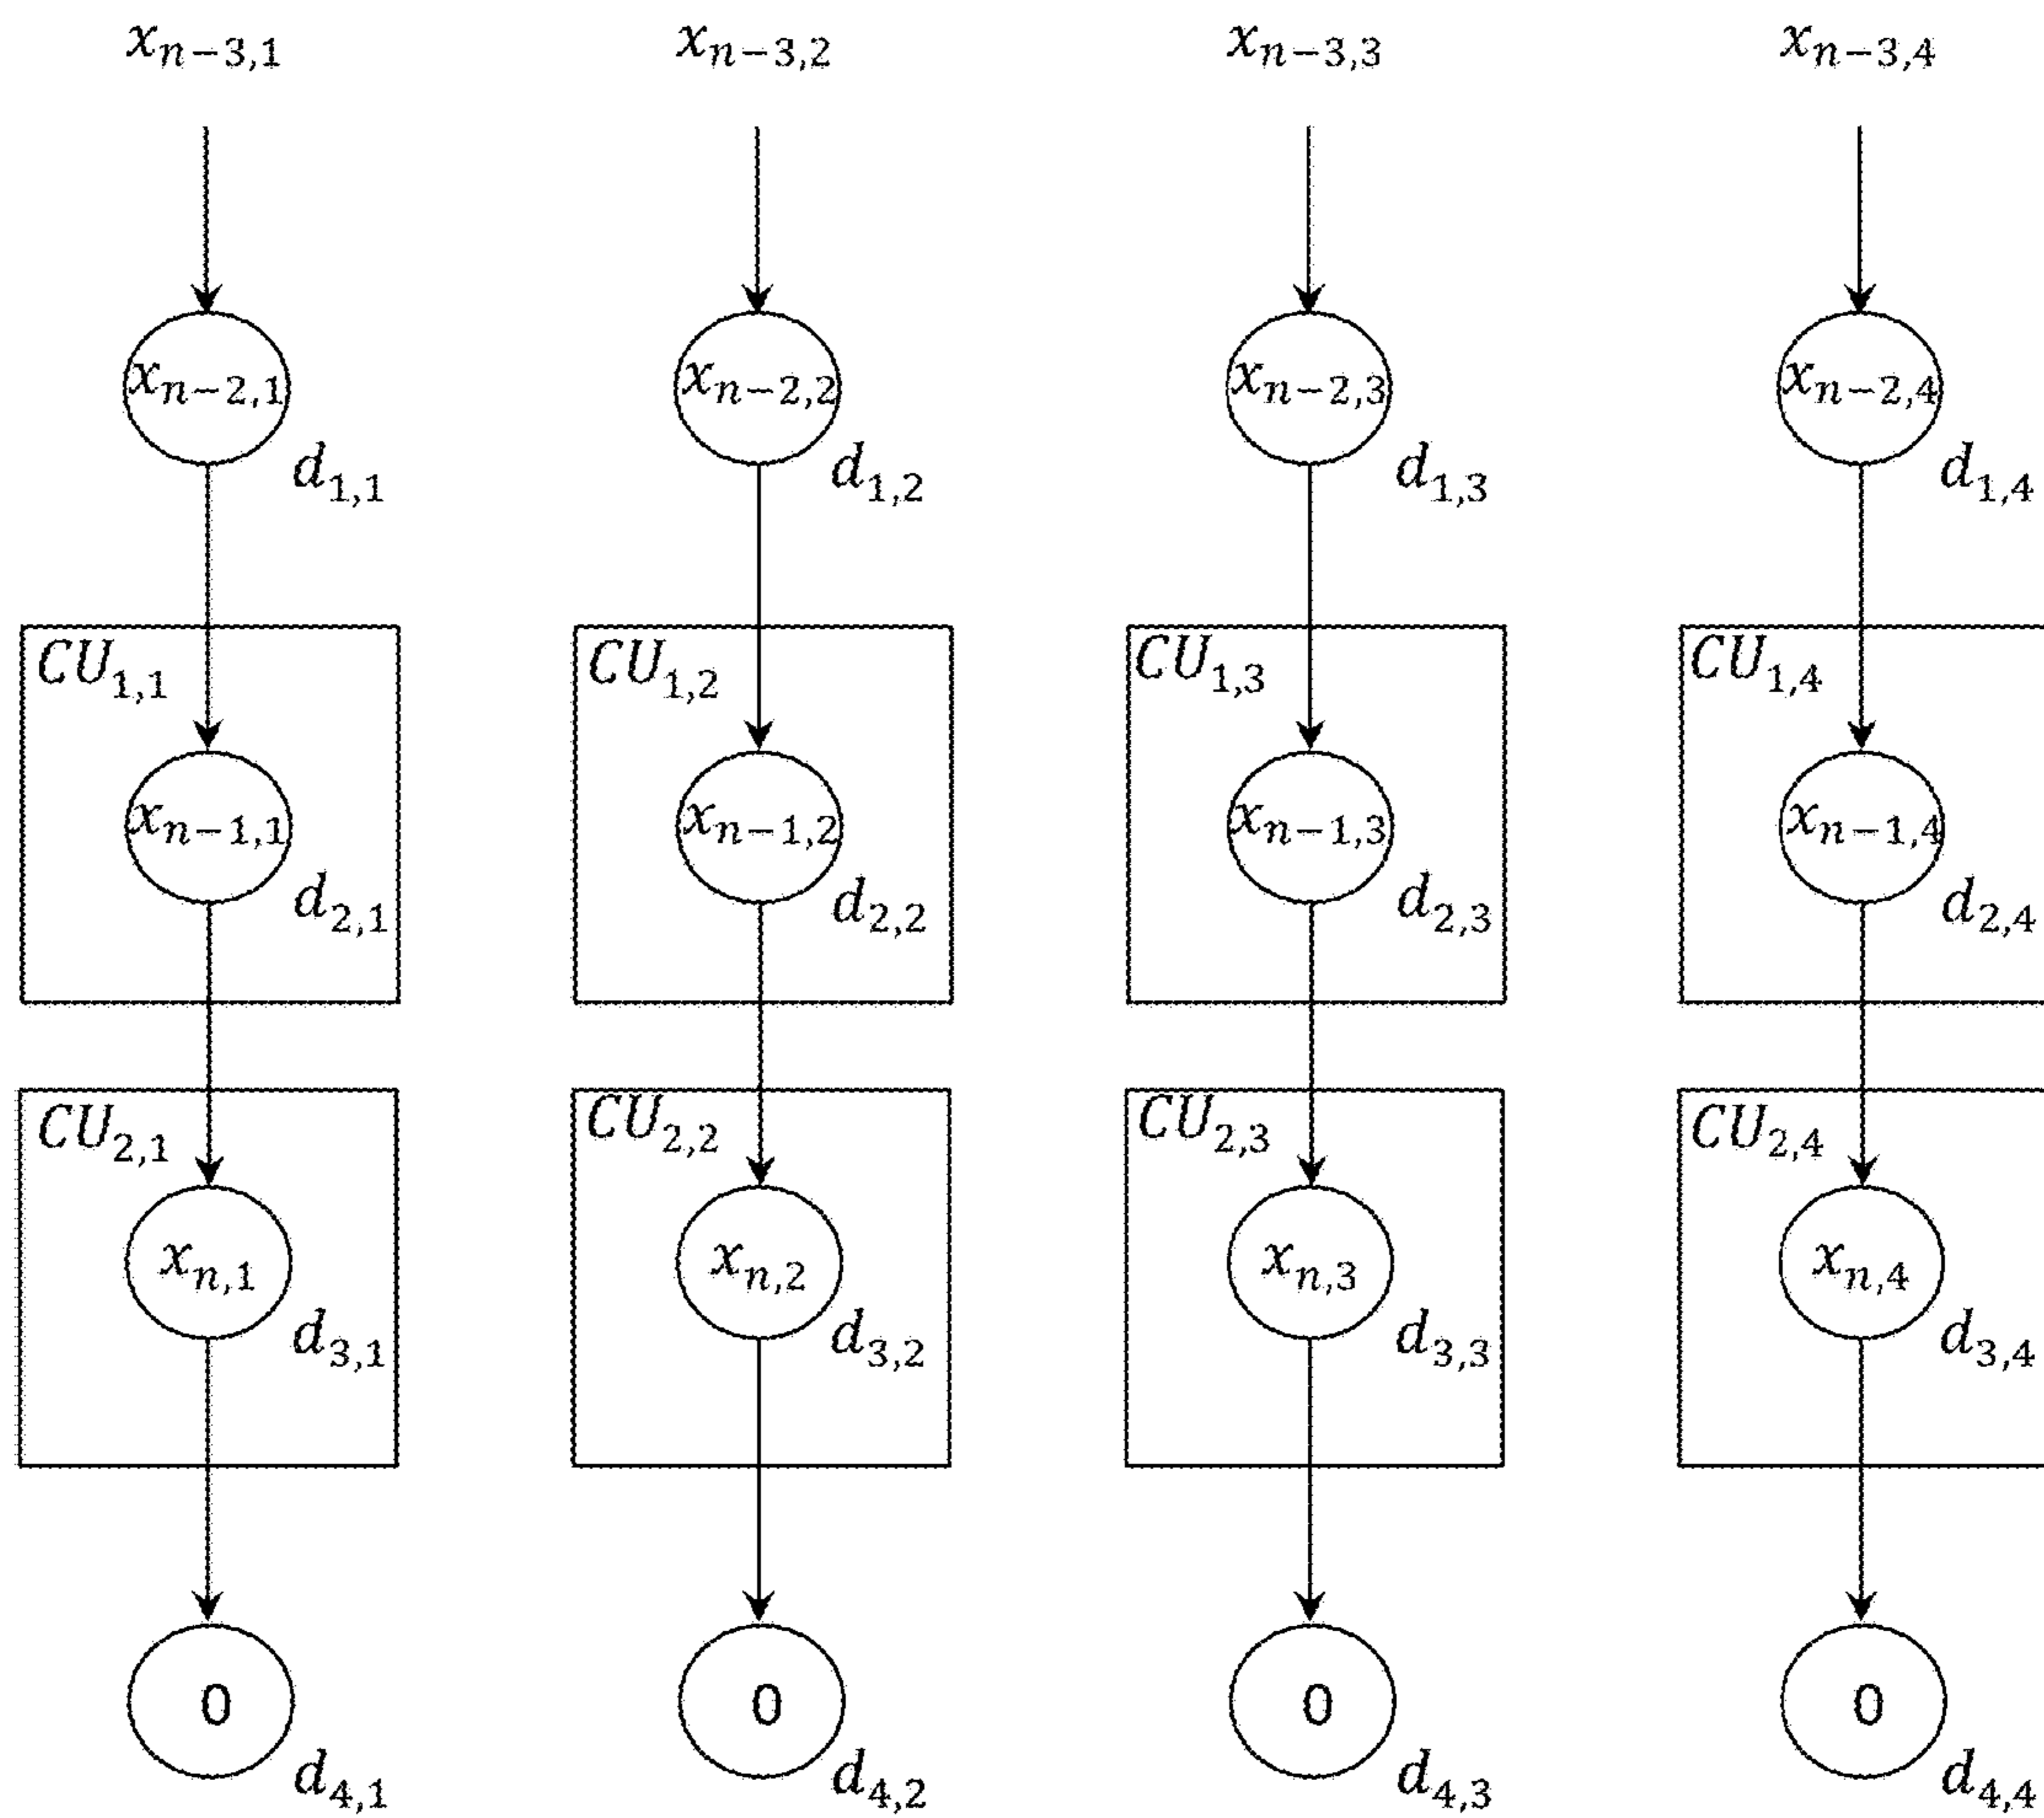 x_{n-3,1} x_{n-3,2} x_{n-3,3} x_{n-3,4}
x_{n-2,1} x_{n-2,2} x_{n-2,3} x_{n-2,4}
d_{1,1} d_{1,2} d_{1,3} d_{1,4}
CU_{1,1} CU_{1,2} CU_{1,3} CU_{1,4}
x_{n-1,1} x_{n-1,2} x_{n-1,3} x_{n-1,4}
d_{2,1} d_{2,2} d_{2,3} d_{2,4}
CU_{2,1} CU_{2,2} CU_{2,3} CU_{2,4}
x_{n,1} x_{n,2} x_{n,3} x_{n,4}
d_{3,1} d_{3,2} d_{3,3} d_{3,4}
0 0 0 0
d_{4,1} d_{4,2} d_{4,3} d_{4,4}